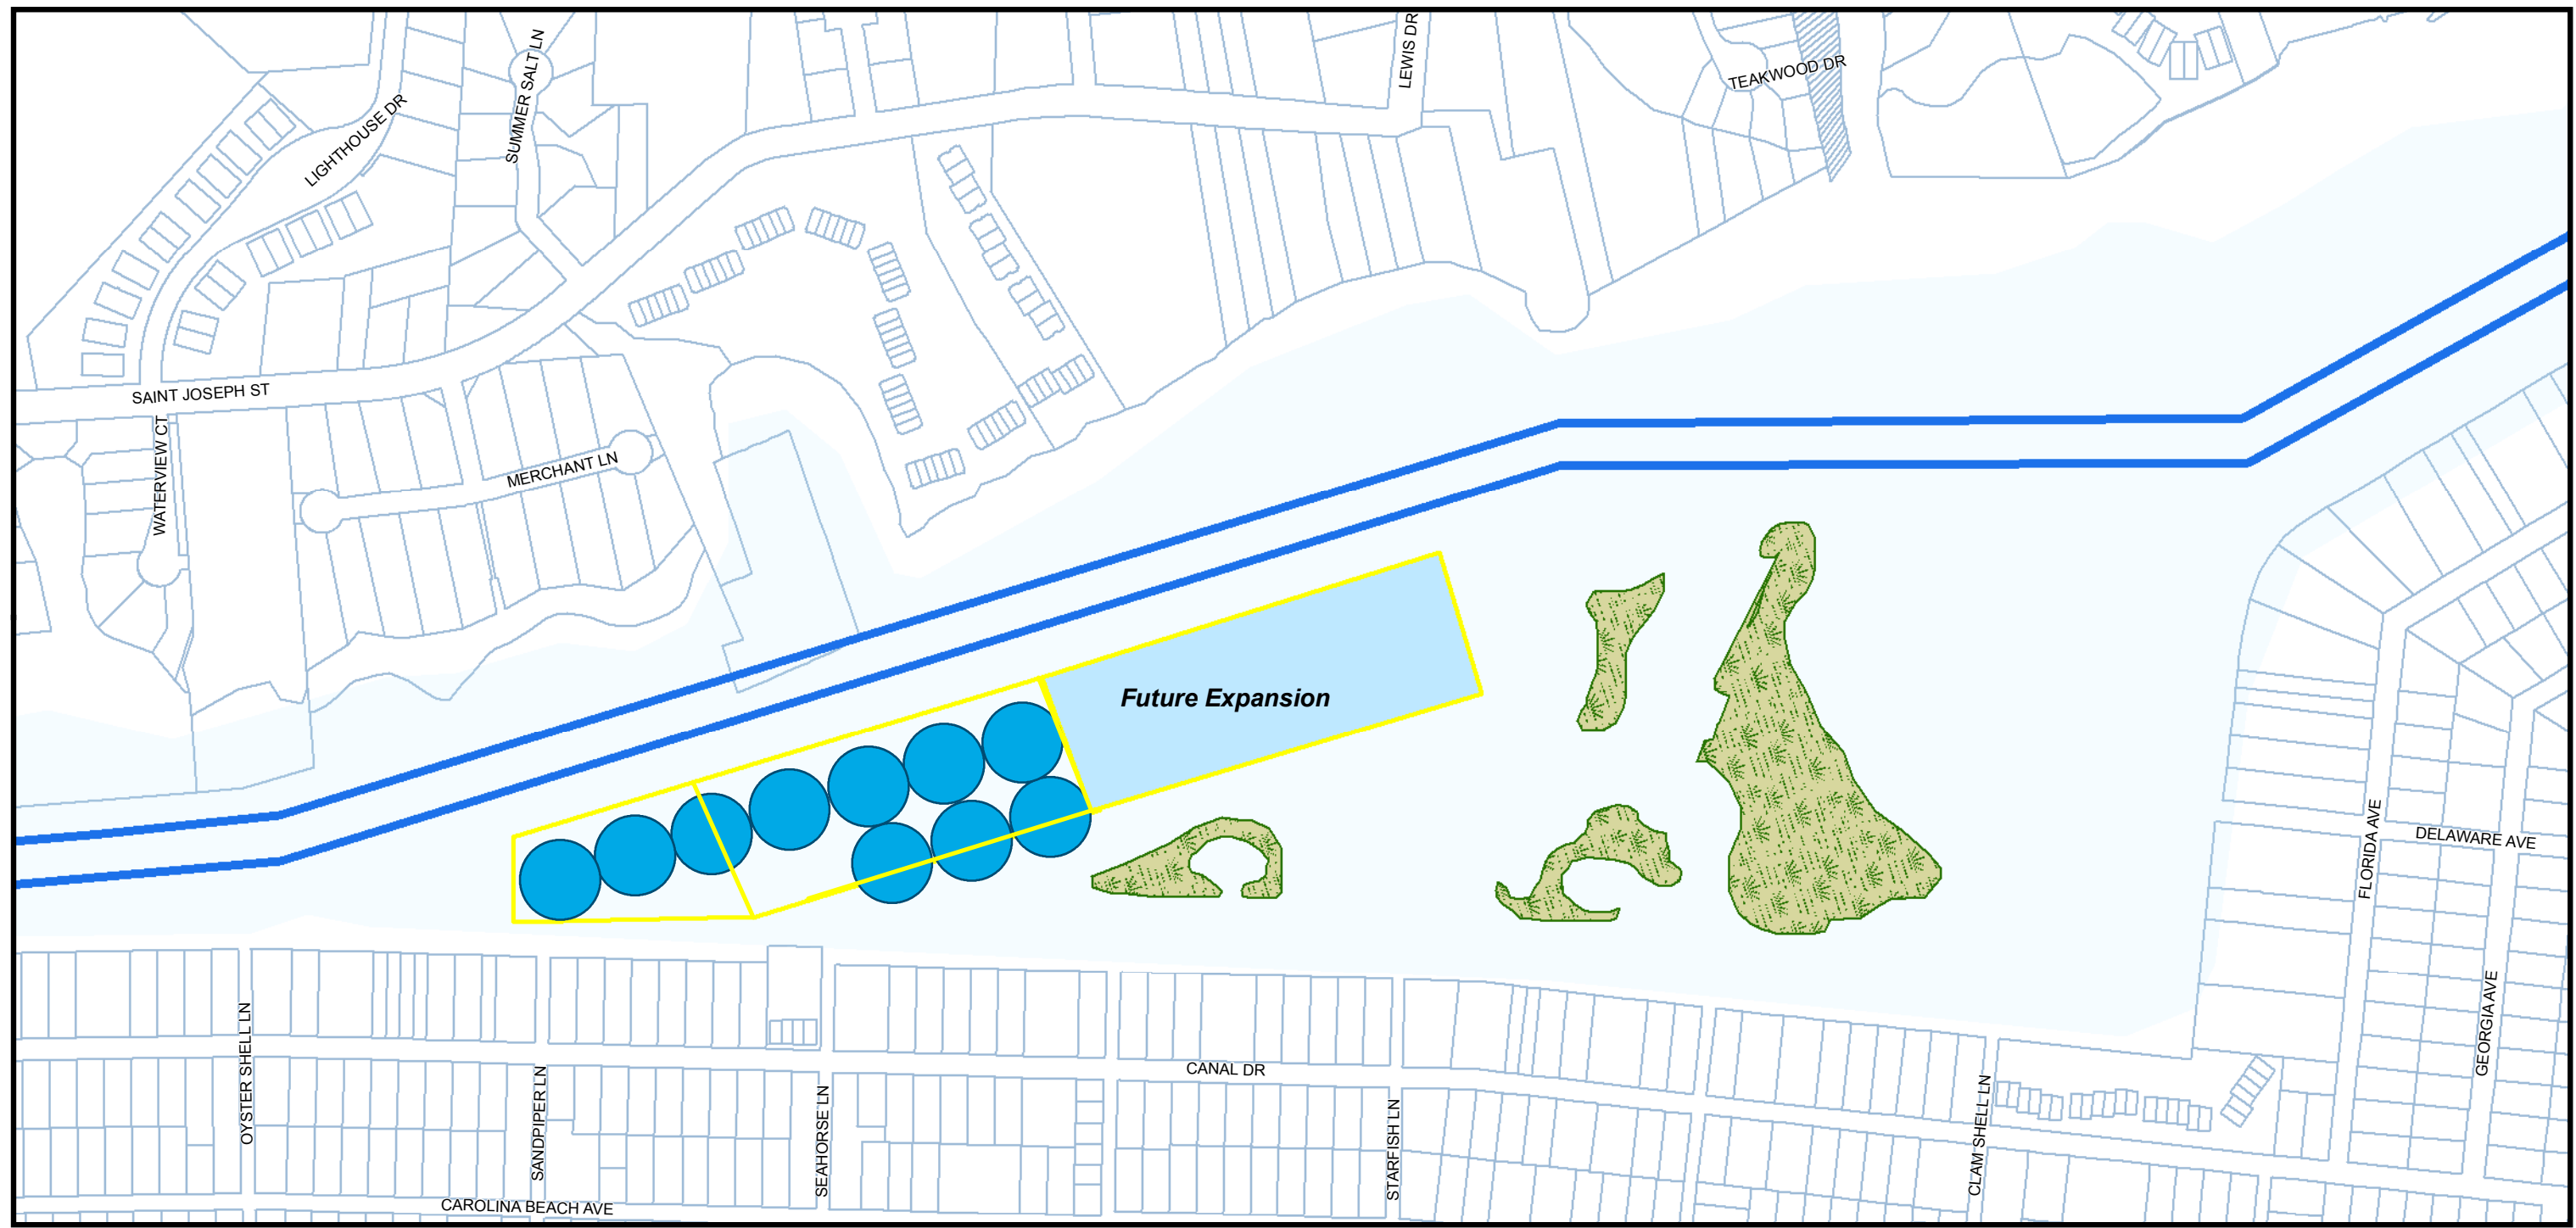 LEWIS DR
SUMMER SALT LN
TEAKWOOD DR
LIGHTHOUSE DR
SAINT JOSEPH ST
WATERVIEW CT
MERCHANT LN
Future Expansion
FLORIDA AVE
DELAWARE AVE
GEORGIA AVE
OYSTER SHELL LN
SANDPIPER LN
SEAHORSE LN
CANAL DR
STARFISH LN
CLAM SHELL LN
CAROLINA BEACH AVE